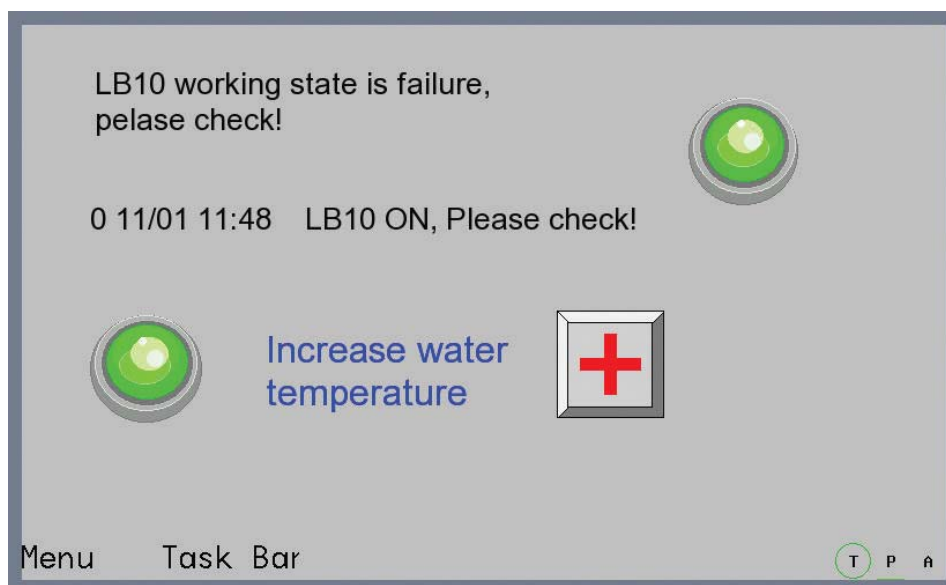 LB10 working state is failure,
pelase check!
0 11/01 11:48 LB10 ON, Please check!
Increase water
temperature
Menu Task Bar
T P A